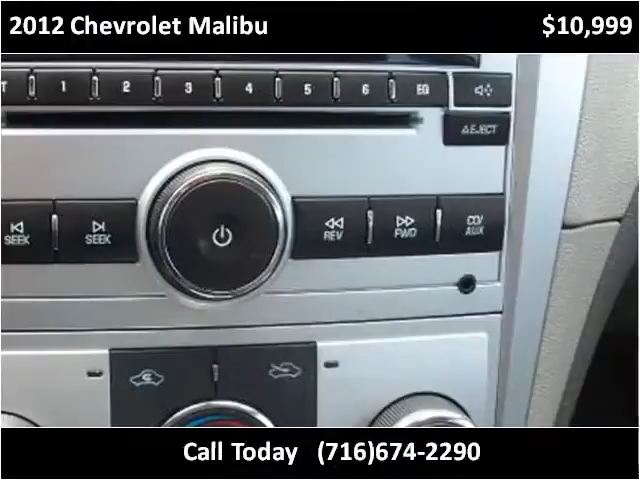 2012 Chevrolet Malibu $10,999
T 1 2 3 4 5 6 EQ
EJECT
SEEK SEEK REV FWD CD/AUX
Call Today (716)674-2290